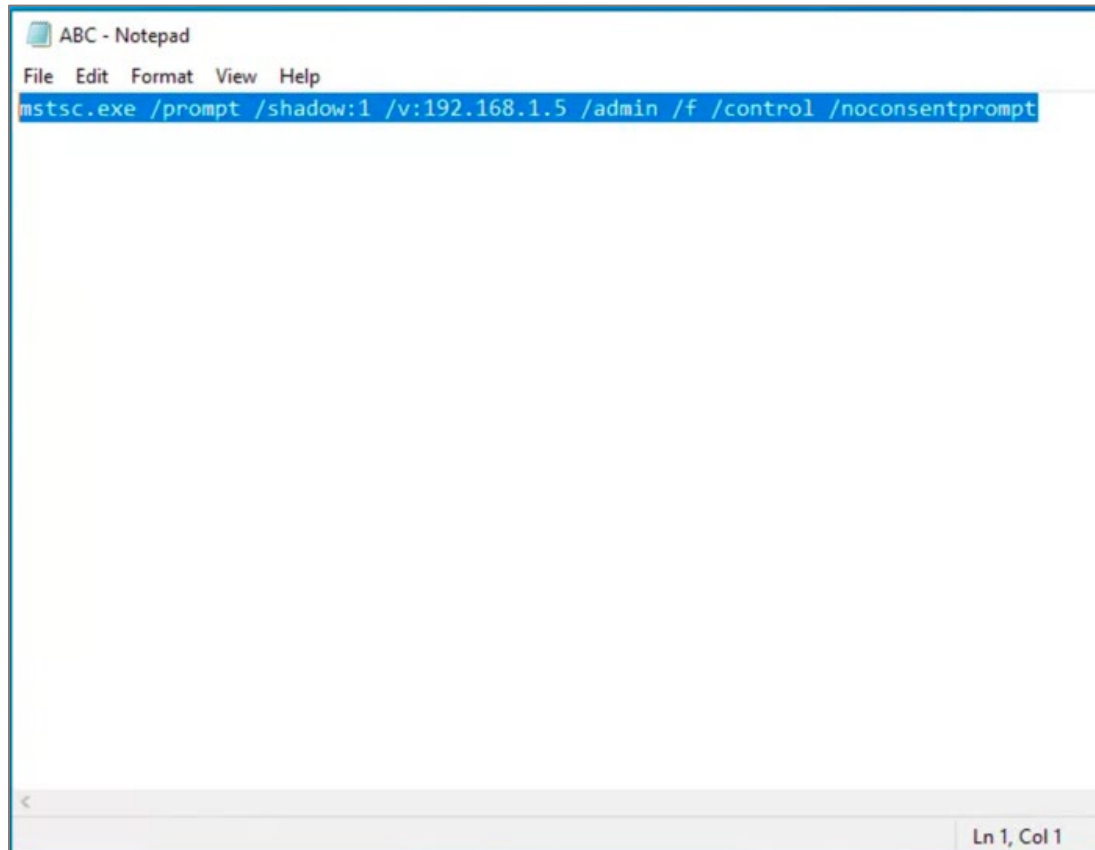 ABC - Notepad
File Edit Format View Help
mstsc.exe /prompt /shadow:1 /v:192.168.1.5 /admin /f /control /noconsentprompt
Ln 1, Col 1